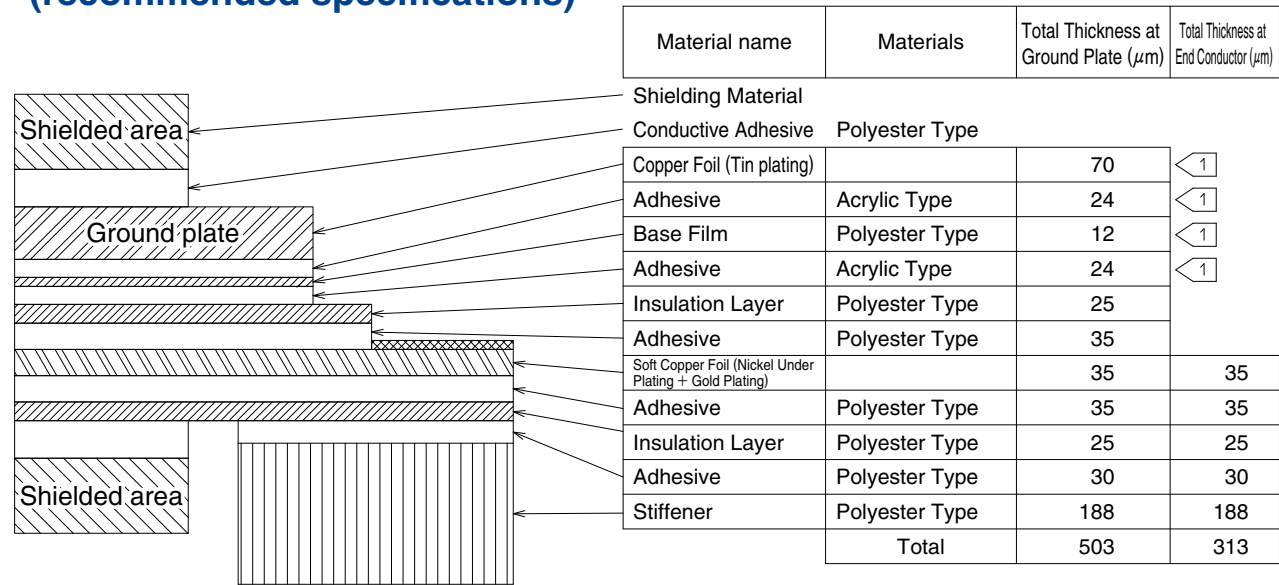 (recommended specifications)
Material name Materials Total Thickness at Ground Plate (μm) Total Thickness at End Conductor (μm)
Shielding Material
Conductive Adhesive Polyester Type
Copper Foil (Tin plating) 70 1
Adhesive Acrylic Type 24 1
Base Film Polyester Type 12 1
Adhesive Acrylic Type 24 1
Insulation Layer Polyester Type 25
Adhesive Polyester Type 35
Soft Copper Foil (Nickel Under
Plating + Gold Plating) 35 35
Adhesive Polyester Type 35 35
Insulation Layer Polyester Type 25 25
Adhesive Polyester Type 30 30
Stiffener Polyester Type 188 188
Total 503 313
Shielded area
Ground plate
Shielded area